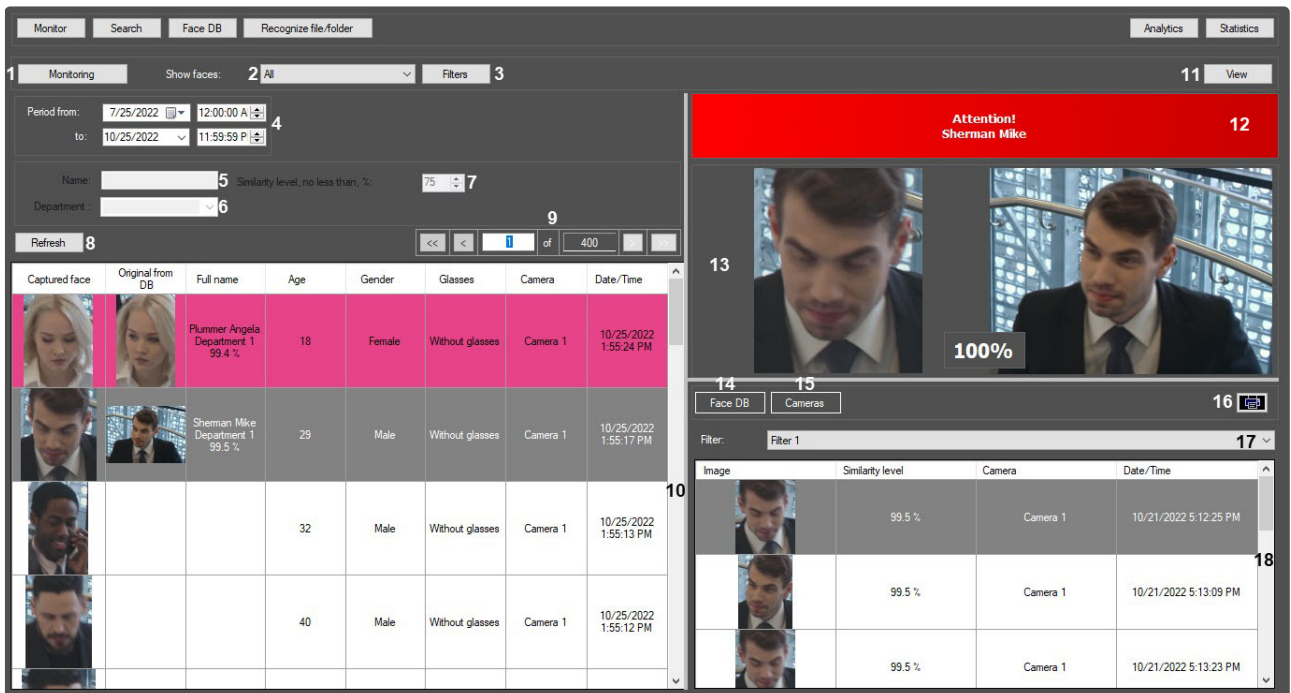 Monitor Search Face DB Recognize file/folder Analytics Statistics
1 Monitoring Show faces: 2 All Filters 3 11 View
Period from: 7/25/2022 12:00:00 A
4
to: 10/25/2022 11:59:59 P
Name: 5 Similarity level, no less than, %: 75 7
Department : 6
Refresh 8 << < 1 of 400 > >>
9
Captured face Original from DB Full name Age Gender Glasses Camera Date/Time
Plummer Angela
Department 1
99.4 %
18 Female Without glasses Camera 1 10/25/2022
1:55:24 PM
Sherman Mike
Department 1
99.5 %
29 Male Without glasses Camera 1 10/25/2022
1:55:17 PM
10
32 Male Without glasses Camera 1 10/25/2022
1:55:13 PM
40 Male Without glasses Camera 1 10/25/2022
1:55:12 PM
Attention!
Sherman Mike
12
13
100%
14 15
Face DB Cameras 16
Filter: Filter 1 17
Image Similarity level Camera Date/Time
99.5 % Camera 1 10/21/2022 5:12:25 PM
18
99.5 % Camera 1 10/21/2022 5:13:09 PM
99.5 % Camera 1 10/21/2022 5:13:23 PM